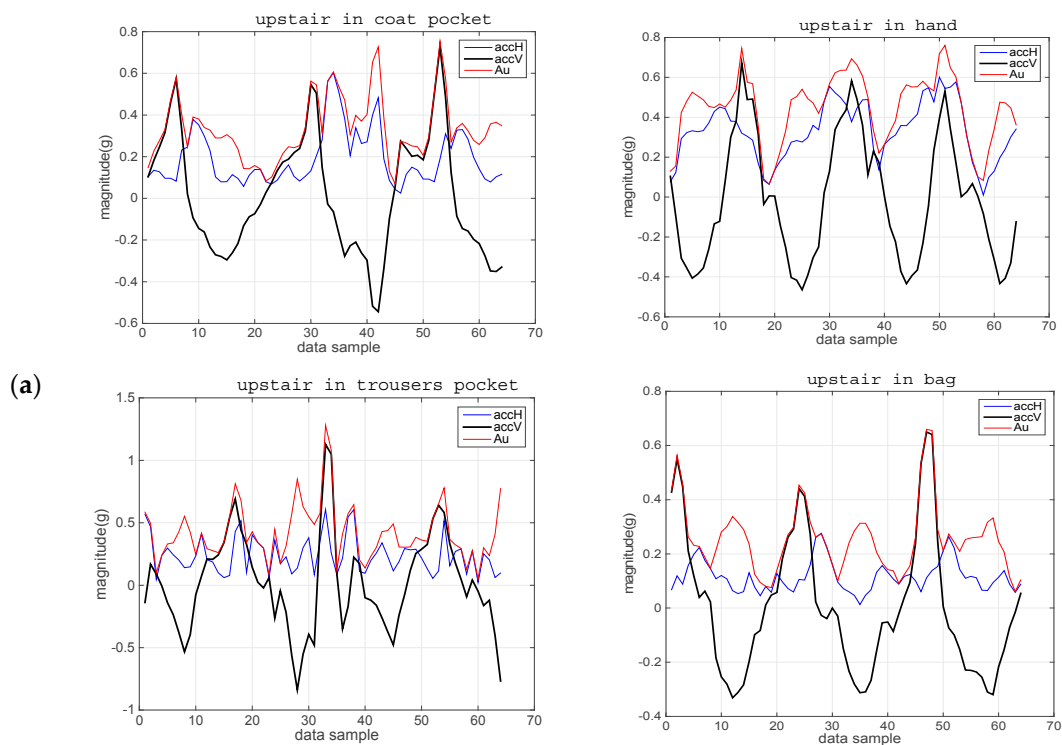 upstair in coat pocket
0.8
0.6
0.4
0.2
0
-0.2
-0.4
-0.6
magnitude(g)
accH
accV
Au
0 10 20 30 40 50 60 70
data sample
upstair in hand
0.8
0.6
0.4
0.2
0
-0.2
-0.4
-0.6
magnitude(g)
accH
accV
Au
0 10 20 30 40 50 60 70
data sample
(a)
upstair in trousers pocket
1.5
1
0.5
0
-0.5
-1
magnitude(g)
accH
accV
Au
0 10 20 30 40 50 60 70
data sample
upstair in bag
0.8
0.6
0.4
0.2
0
-0.2
-0.4
magnitude(g)
accH
accV
Au
0 10 20 30 40 50 60 70
data sample